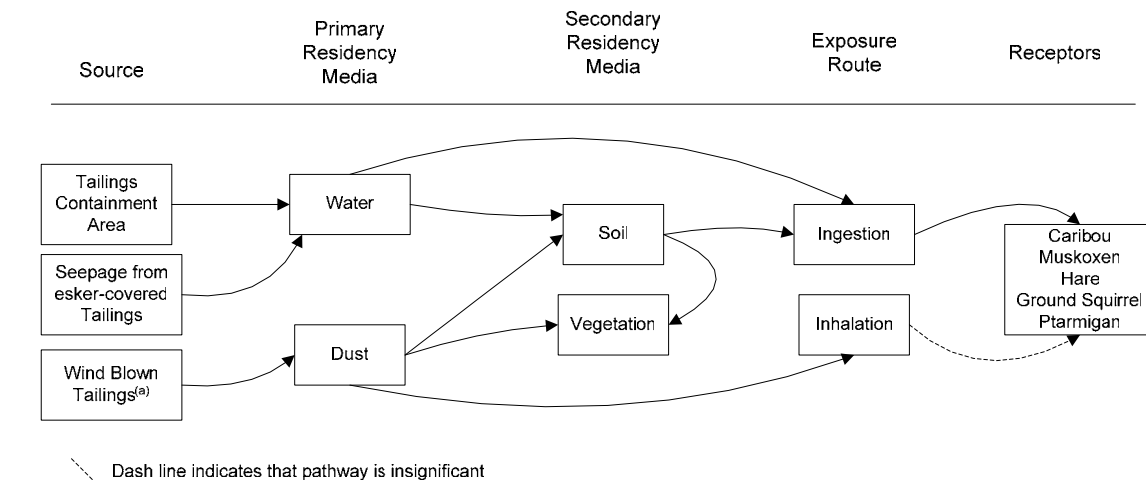 Source
Primary
Residency
Media
Secondary
Residency
Media
Exposure
Route
Receptors
Tailings
Containment
Area
Water
Seepage from
esker-covered
Tailings
Wind Blown
Tailings(a)
Dust
Soil
Vegetation
Ingestion
Inhalation
Caribou
Muskoxen
Hare
Ground Squirrel
Ptarmigan
Dash line indicates that pathway is insignificant